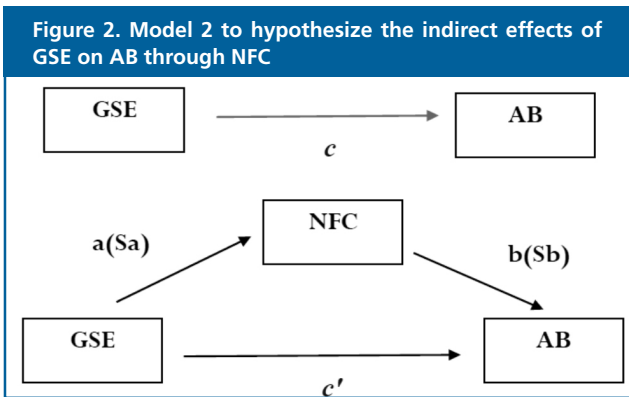 Figure 2. Model 2 to hypothesize the indirect effects of
GSE on AB through NFC
GSE
AB
c
NFC
a(Sa)
b(Sb)
GSE
AB
c'